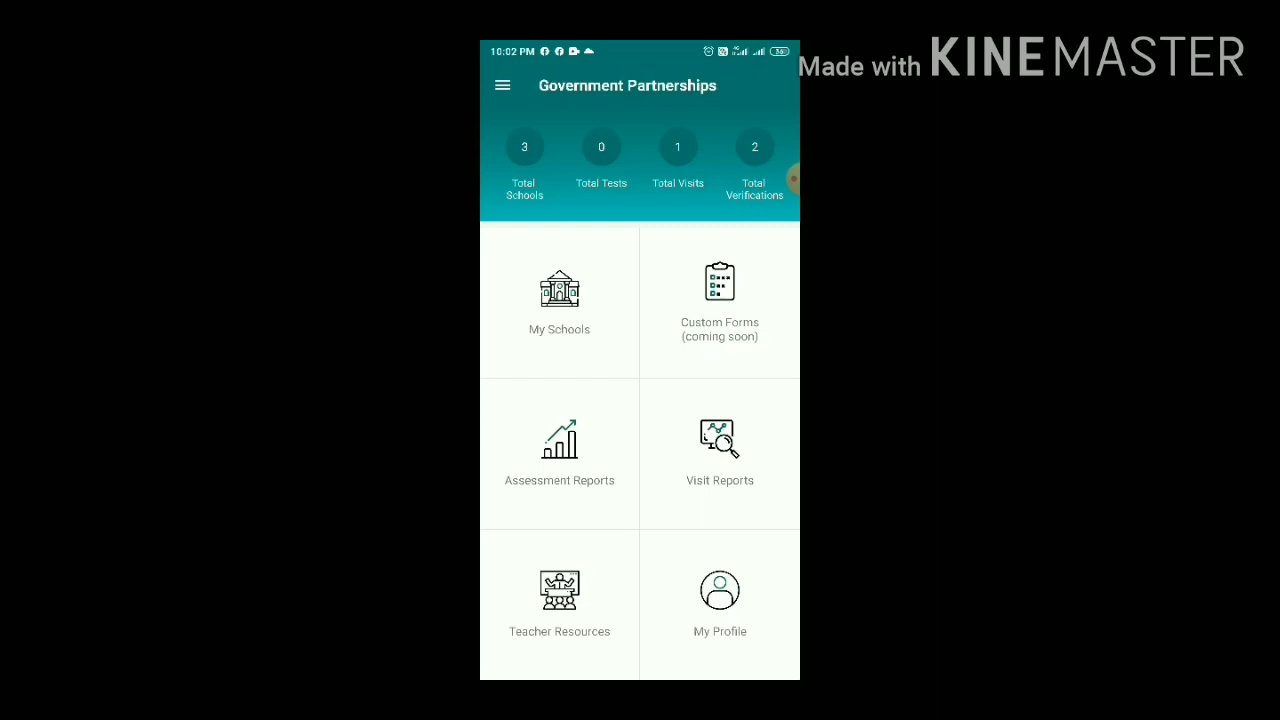 10:02 PM
36
Made with KINEMASTER
Government Partnerships
3
0
1
2
Total
Schools
Total Tests
Total Visits
Total
Verifications
My Schools
Custom Forms
(coming soon)
Assessment Reports
Visit Reports
Teacher Resources
My Profile